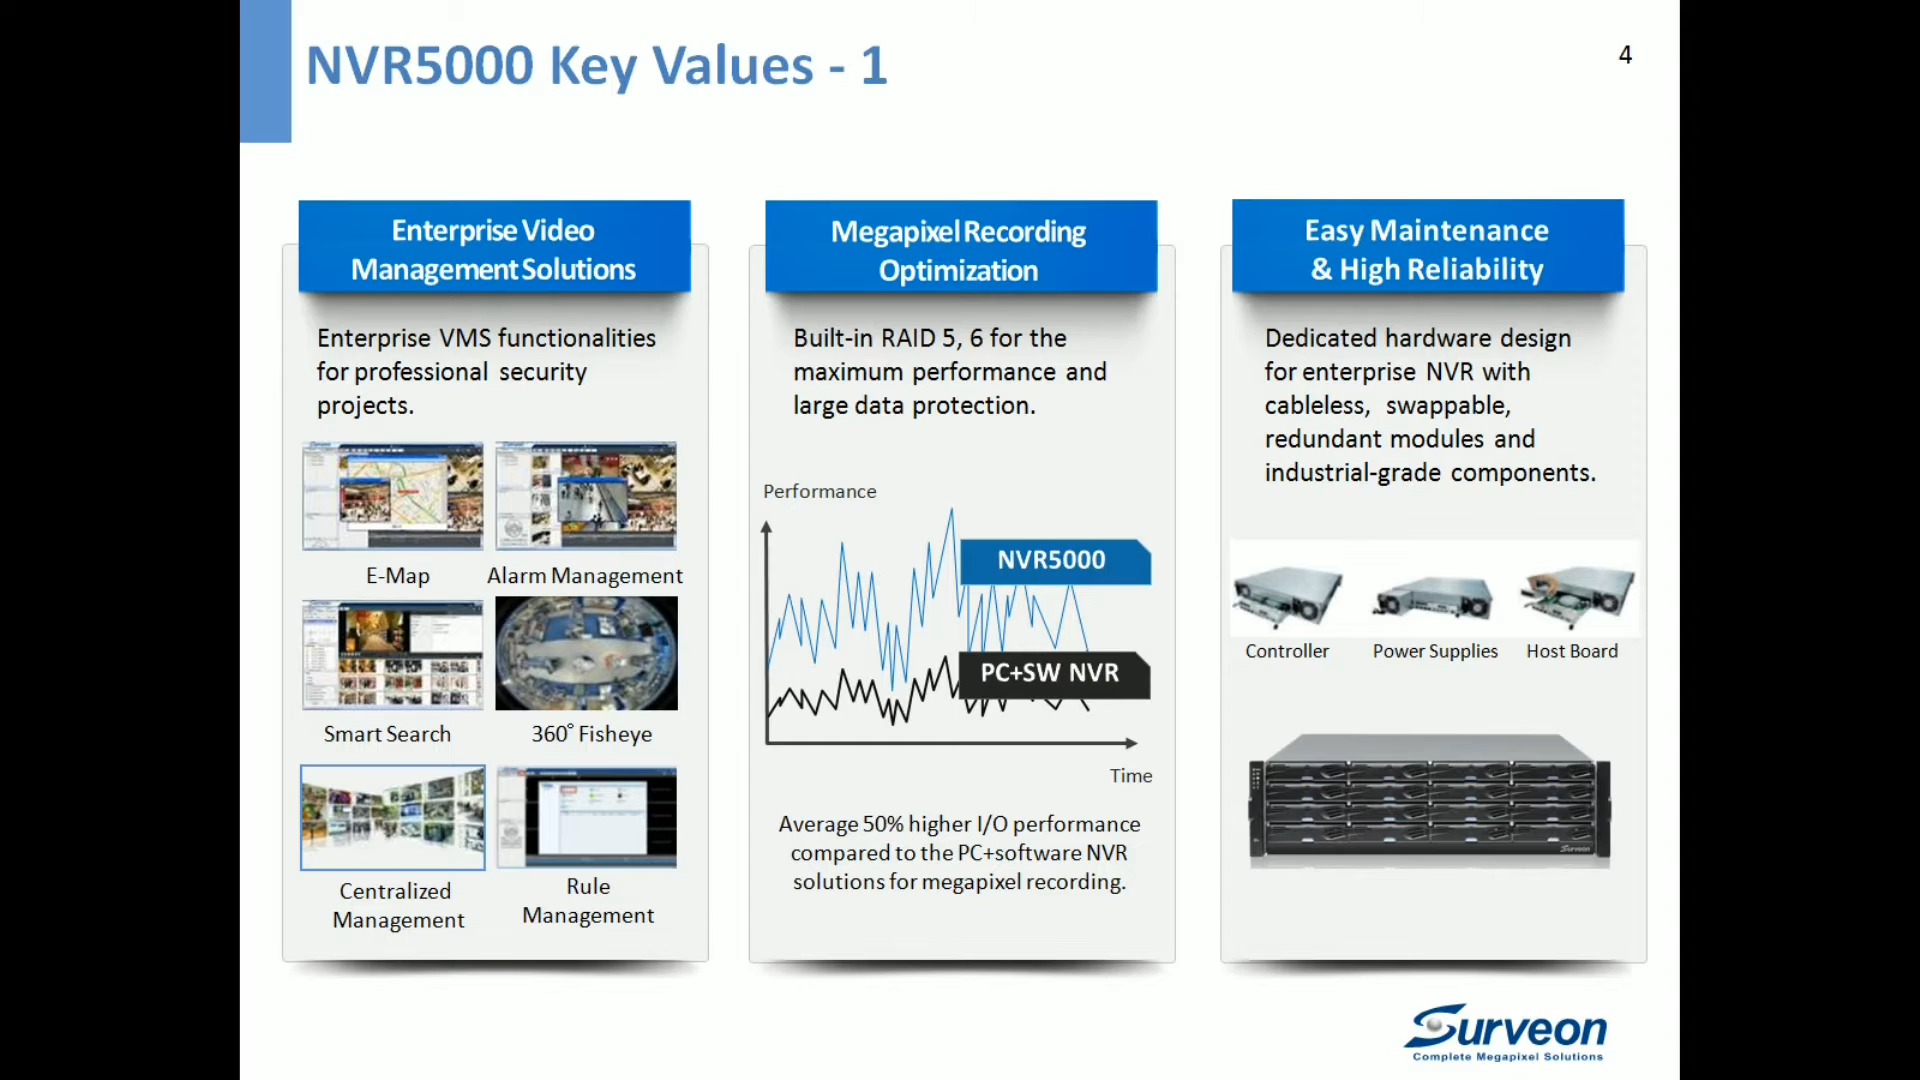 NVR5000 Key Values - 1
4
Enterprise Video
Management Solutions
Enterprise VMS functionalities
for professional security
projects.
E-Map
Alarm Management
Smart Search
360° Fisheye
Centralized
Management
Rule
Management
Megapixel Recording
Optimization
Built-in RAID 5, 6 for the
maximum performance and
large data protection.
Performance
NVR5000
PC+SW NVR
Time
Average 50% higher I/O performance
compared to the PC+software NVR
solutions for megapixel recording.
Easy Maintenance
& High Reliability
Dedicated hardware design
for enterprise NVR with
cableless, swappable,
redundant modules and
industrial-grade components.
Controller
Power Supplies
Host Board
Surveon
Surveon
Complete Megapixel Solutions